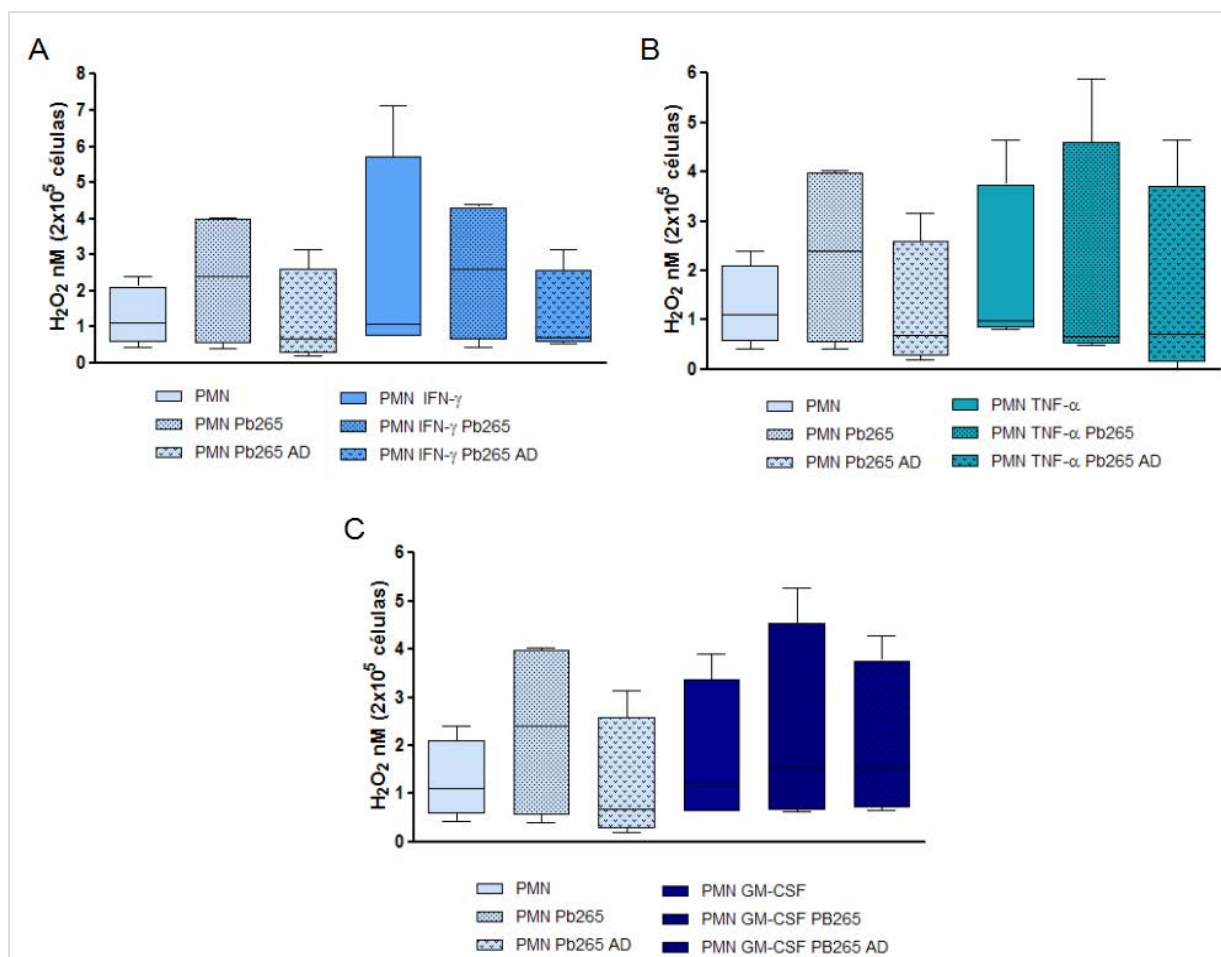 A
H₂O₂ nM (2x10⁵ células)
8
7
6
5
4
3
2
1
0
PMN
PMN Pb265
PMN Pb265 AD
PMN IFN-γ
PMN IFN-γ Pb265
PMN IFN-γ Pb265 AD
B
H₂O₂ nM (2x10⁵ células)
6
5
4
3
2
1
0
PMN
PMN Pb265
PMN Pb265 AD
PMN TNF-α
PMN TNF-α Pb265
PMN TNF-α Pb265 AD
C
H₂O₂ nM (2x10⁵ células)
6
5
4
3
2
1
0
PMN
PMN Pb265
PMN Pb265 AD
PMN GM-CSF
PMN GM-CSF PB265
PMN GM-CSF PB265 AD